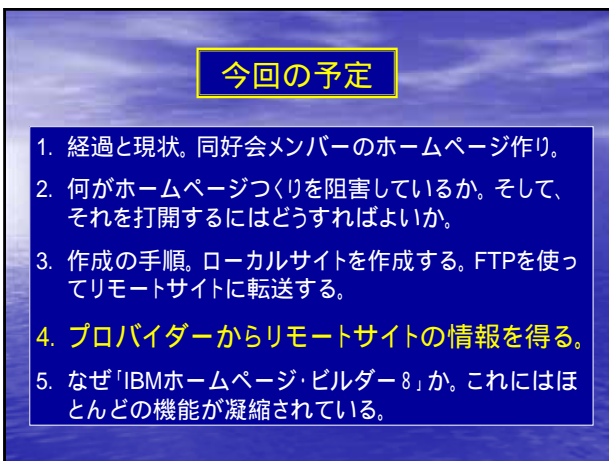 今回の予定
1. 経過と現状。同好会メンバーのホームページ作り。
2. 何がホームページつくりを阻害しているか。そして、
それを打開するにはどうすればよいか。
3. 作成の手順。ローカルサイトを作成する。FTPを使っ
てリモートサイトに転送する。
4. プロバイダーからリモートサイトの情報を得る。
5. なぜ「IBMホームページ・ビルダー8」か。これにはほ
とんどの機能が凝縮されている。